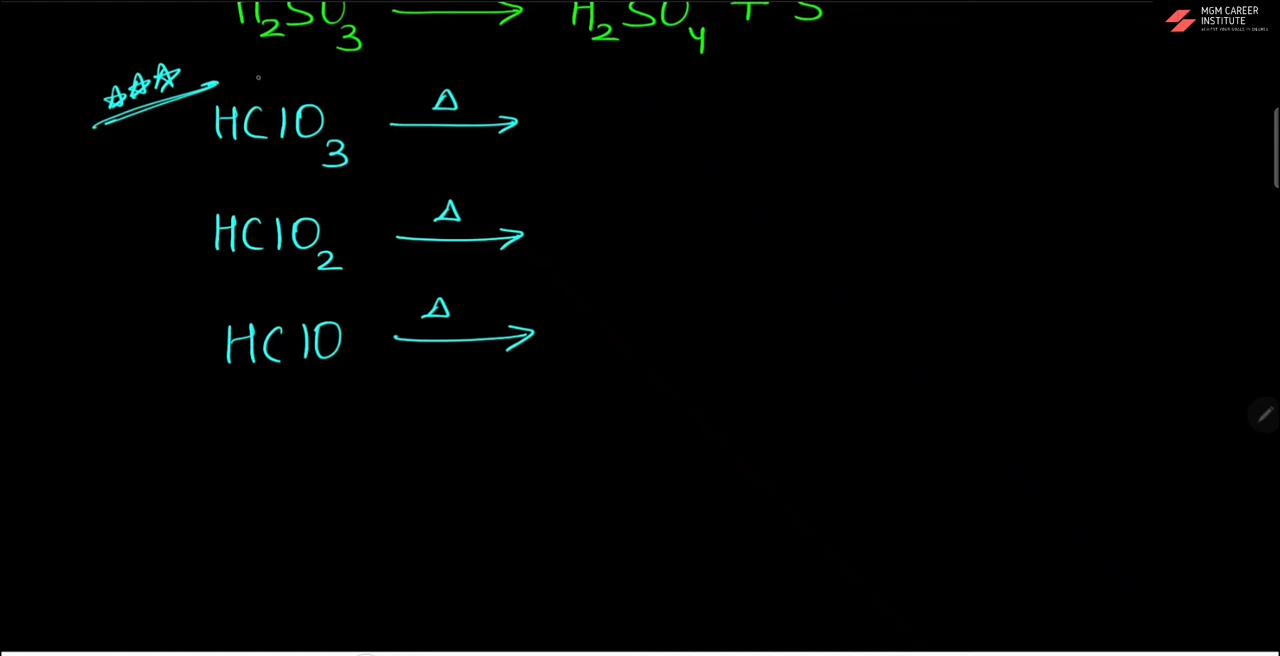 H₂SO₃ ⟶ H₂SO₄ + S
MGM CAREER
INSTITUTE
HClO₃ Δ⟶
HClO₂ Δ⟶
HClO Δ⟶